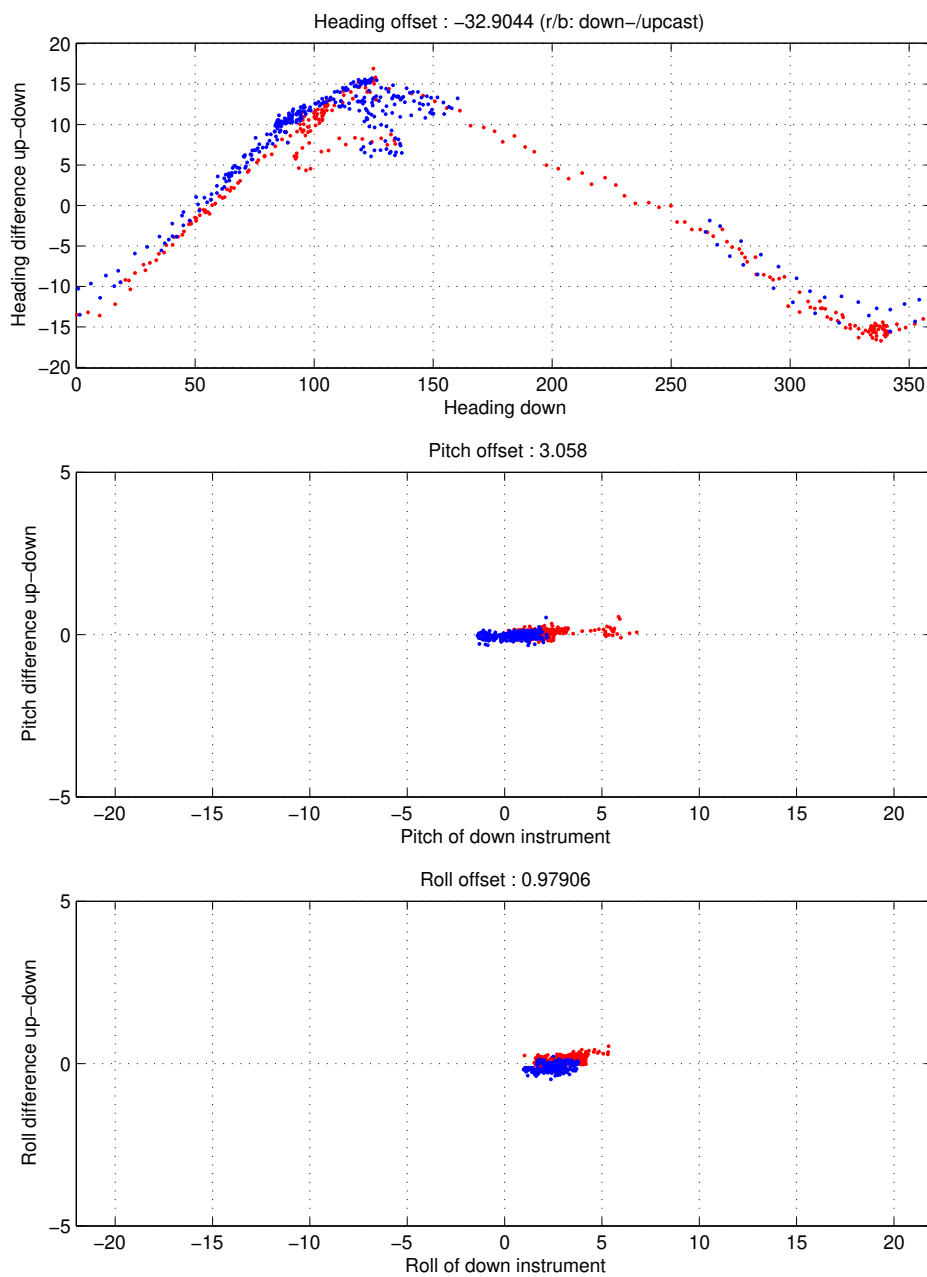 Heading offset : −32.9044 (r/b: down−/upcast)
20
15
10
5
0
−5
−10
−15
−20
Heading difference up−down
0 50 100 150 200 250 300 350
Heading down
Pitch offset : 3.058
5
0
−5
Pitch difference up−down
−20 −15 −10 −5 0 5 10 15 20
Pitch of down instrument
Roll offset : 0.97906
5
0
−5
Roll difference up−down
−20 −15 −10 −5 0 5 10 15 20
Roll of down instrument